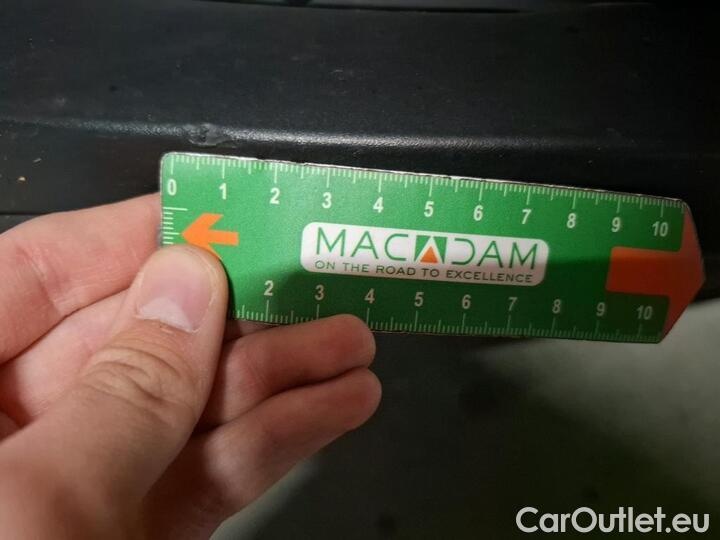 0 1 2 3 4 5 6 7 8 9 10
MACADAM
ON THE ROAD TO EXCELLENCE
2 3 4 5 6 7 8 9 10
CarOutlet.eu